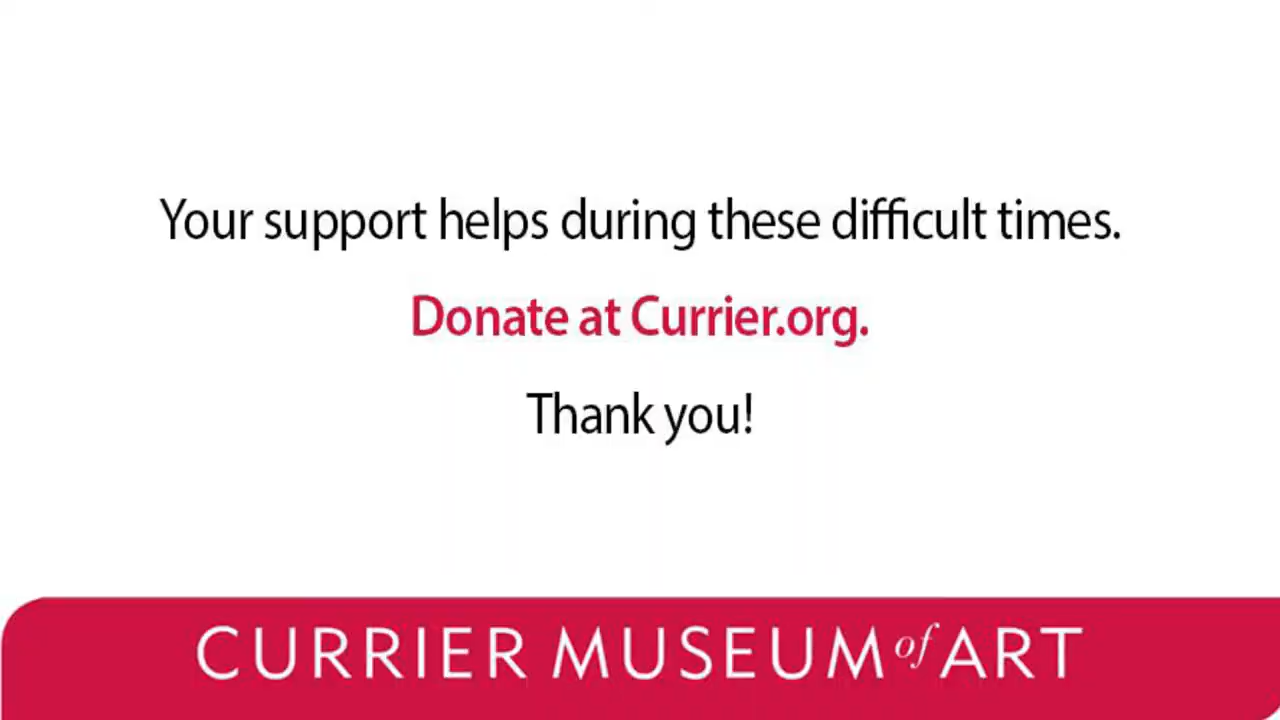 Your support helps during these difficult times.
Donate at Currier.org.
Thank you!
CURRIER MUSEUM of ART